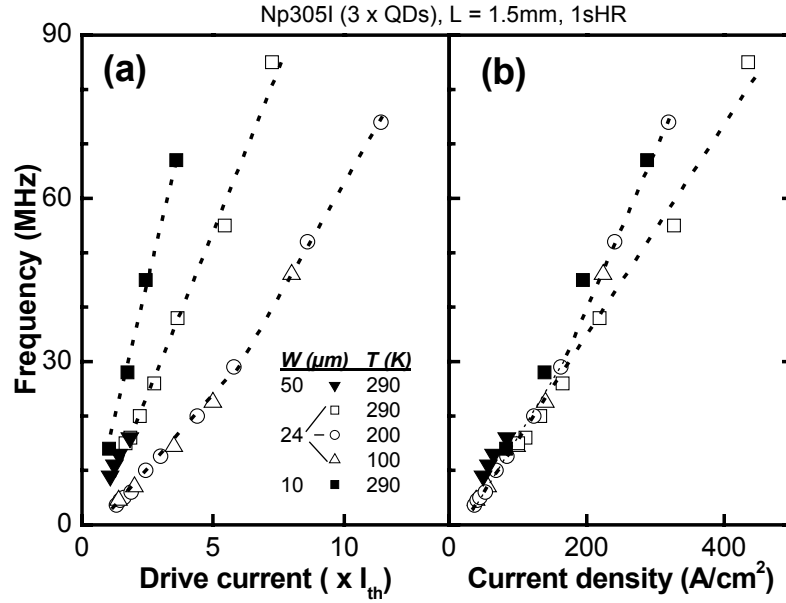 Np305I (3 x QDs), L = 1.5mm, 1sHR
90
60
30
0
Frequency (MHz)
(a)
(b)
W (μm) T (K)
50 290
290
24 200
100
10 290
0 5 10
0 200 400
Drive current ( x I_th)
Current density (A/cm²)